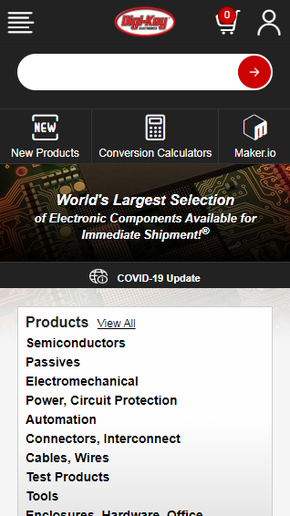 Digi-Key
ELECTRONICS
0
NEW
New Products
Conversion Calculators
Maker.io
World's Largest Selection
of Electronic Components Available for
Immediate Shipment!®
COVID-19 Update
Products View All
Semiconductors
Passives
Electromechanical
Power, Circuit Protection
Automation
Connectors, Interconnect
Cables, Wires
Test Products
Tools
Enclosures, Hardware, Office